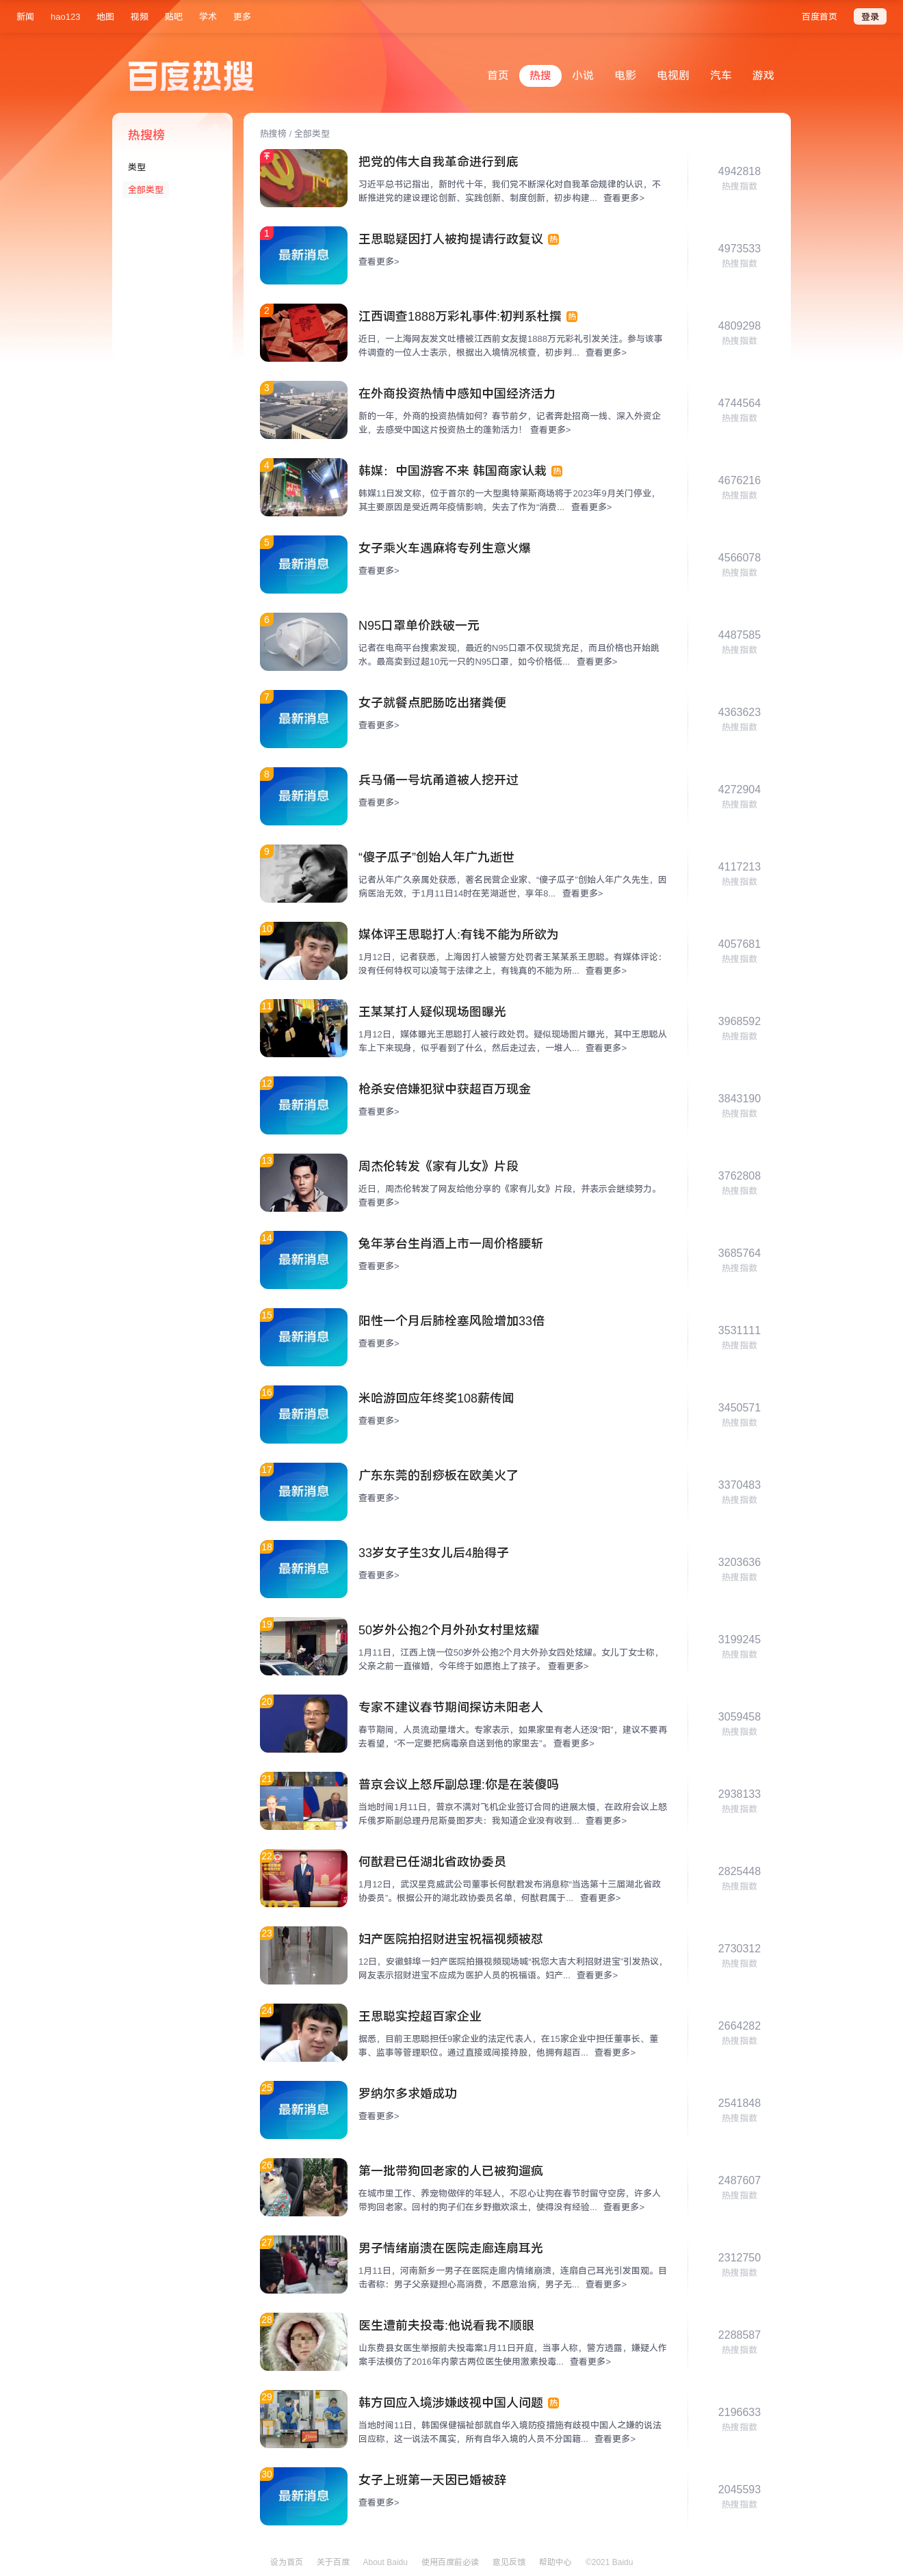 新闻 hao123 地图 视频 贴吧 学术 更多 百度首页 登录
百度热搜
首页 热搜 小说 电影 电视剧 汽车 游戏
热搜榜
类型
全部类型
热搜榜 / 全部类型
把党的伟大自我革命进行到底
习近平总书记指出，新时代十年，我们党不断深化对自我革命规律的认识，不
断推进党的建设理论创新、实践创新、制度创新，初步构建... 查看更多>
4942818
热搜指数
1
最新消息
王思聪疑因打人被拘提请行政复议 热
查看更多>
4973533
热搜指数
2
江西调查1888万彩礼事件:初判系杜撰 热
近日，一上海网友发文吐槽被江西前女友提1888万元彩礼引发关注。参与该事
件调查的一位人士表示，根据出入境情况核查，初步判... 查看更多>
4809298
热搜指数
3
在外商投资热情中感知中国经济活力
新的一年，外商的投资热情如何？春节前夕，记者奔赴招商一线、深入外资企
业，去感受中国这片投资热土的蓬勃活力！ 查看更多>
4744564
热搜指数
4
韩媒：中国游客不来 韩国商家认栽 热
韩媒11日发文称，位于首尔的一大型奥特莱斯商场将于2023年9月关门停业，
其主要原因是受近两年疫情影响，失去了作为“消费... 查看更多>
4676216
热搜指数
5
最新消息
女子乘火车遇麻将专列生意火爆
查看更多>
4566078
热搜指数
6
N95口罩单价跌破一元
记者在电商平台搜索发现，最近的N95口罩不仅现货充足，而且价格也开始跳
水。最高卖到过超10元一只的N95口罩，如今价格低... 查看更多>
4487585
热搜指数
7
最新消息
女子就餐点肥肠吃出猪粪便
查看更多>
4363623
热搜指数
8
最新消息
兵马俑一号坑甬道被人挖开过
查看更多>
4272904
热搜指数
9
“傻子瓜子”创始人年广九逝世
记者从年广久亲属处获悉，著名民营企业家、“傻子瓜子”创始人年广久先生，因
病医治无效，于1月11日14时在芜湖逝世，享年8... 查看更多>
4117213
热搜指数
10
媒体评王思聪打人:有钱不能为所欲为
1月12日，记者获悉，上海因打人被警方处罚者王某某系王思聪。有媒体评论：
没有任何特权可以凌驾于法律之上，有钱真的不能为所... 查看更多>
4057681
热搜指数
11
王某某打人疑似现场图曝光
1月12日，媒体曝光王思聪打人被行政处罚。疑似现场图片曝光，其中王思聪从
车上下来现身，似乎看到了什么，然后走过去，一堆人... 查看更多>
3968592
热搜指数
12
最新消息
枪杀安倍嫌犯狱中获超百万现金
查看更多>
3843190
热搜指数
13
周杰伦转发《家有儿女》片段
近日，周杰伦转发了网友给他分享的《家有儿女》片段，并表示会继续努力。
查看更多>
3762808
热搜指数
14
最新消息
兔年茅台生肖酒上市一周价格腰斩
查看更多>
3685764
热搜指数
15
最新消息
阳性一个月后肺栓塞风险增加33倍
查看更多>
3531111
热搜指数
16
最新消息
米哈游回应年终奖108薪传闻
查看更多>
3450571
热搜指数
17
最新消息
广东东莞的刮痧板在欧美火了
查看更多>
3370483
热搜指数
18
最新消息
33岁女子生3女儿后4胎得子
查看更多>
3203636
热搜指数
19
50岁外公抱2个月外孙女村里炫耀
1月11日，江西上饶一位50岁外公抱2个月大外孙女四处炫耀。女儿丁女士称，
父亲之前一直催婚，今年终于如愿抱上了孩子。 查看更多>
3199245
热搜指数
20
专家不建议春节期间探访未阳老人
春节期间，人员流动量增大。专家表示，如果家里有老人还没“阳”，建议不要再
去看望，“不一定要把病毒亲自送到他的家里去”。 查看更多>
3059458
热搜指数
21
普京会议上怒斥副总理:你是在装傻吗
当地时间1月11日，普京不满对飞机企业签订合同的进展太慢，在政府会议上怒
斥俄罗斯副总理丹尼斯曼图罗夫：我知道企业没有收到... 查看更多>
2938133
热搜指数
22
何猷君已任湖北省政协委员
1月12日，武汉星竞威武公司董事长何猷君发布消息称“当选第十三届湖北省政
协委员”。根据公开的湖北政协委员名单，何猷君属于... 查看更多>
2825448
热搜指数
23
妇产医院拍招财进宝祝福视频被怼
12日，安徽蚌埠一妇产医院拍摄视频现场喊“祝您大吉大利招财进宝”引发热议，
网友表示招财进宝不应成为医护人员的祝福语。妇产... 查看更多>
2730312
热搜指数
24
王思聪实控超百家企业
据悉，目前王思聪担任9家企业的法定代表人，在15家企业中担任董事长、董
事、监事等管理职位。通过直接或间接持股，他拥有超百... 查看更多>
2664282
热搜指数
25
最新消息
罗纳尔多求婚成功
查看更多>
2541848
热搜指数
26
第一批带狗回老家的人已被狗逼疯
在城市里工作、养宠物做伴的年轻人，不忍心让狗在春节时留守空房，许多人
带狗回老家。回村的狗子们在乡野撒欢滚土，使得没有经验... 查看更多>
2487607
热搜指数
27
男子情绪崩溃在医院走廊连扇耳光
1月11日，河南新乡一男子在医院走廊内情绪崩溃，连扇自己耳光引发围观。目
击者称：男子父亲疑担心高消费，不愿意治病，男子无... 查看更多>
2312750
热搜指数
28
医生遭前夫投毒:他说看我不顺眼
山东费县女医生举报前夫投毒案1月11日开庭，当事人称，警方透露，嫌疑人作
案手法模仿了2016年内蒙古两位医生使用激素投毒... 查看更多>
2288587
热搜指数
29
韩方回应入境涉嫌歧视中国人问题 热
当地时间11日，韩国保健福祉部就自华入境防疫措施有歧视中国人之嫌的说法
回应称，这一说法不属实，所有自华入境的人员不分国籍... 查看更多>
2196633
热搜指数
30
最新消息
女子上班第一天因已婚被辞
查看更多>
2045593
热搜指数
设为首页 关于百度 About Baidu 使用百度前必读 意见反馈 帮助中心 ©2021 Baidu